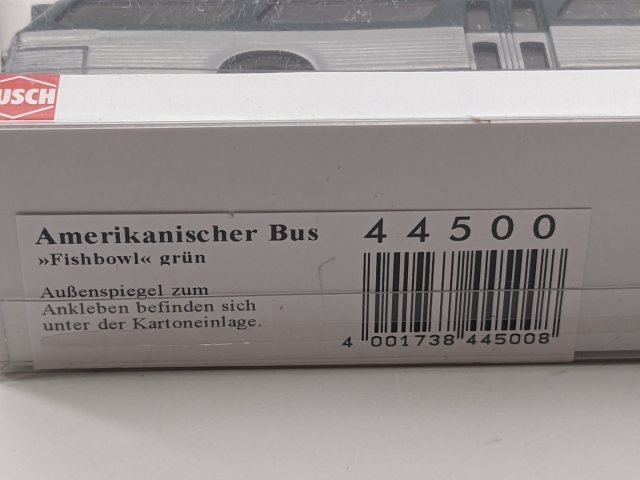 USCH
Amerikanischer Bus
»Fishbowl« grün
Außenspiegel zum
Ankleben befinden sich
unter der Kartoneinlage.
44500
4 001738 445008